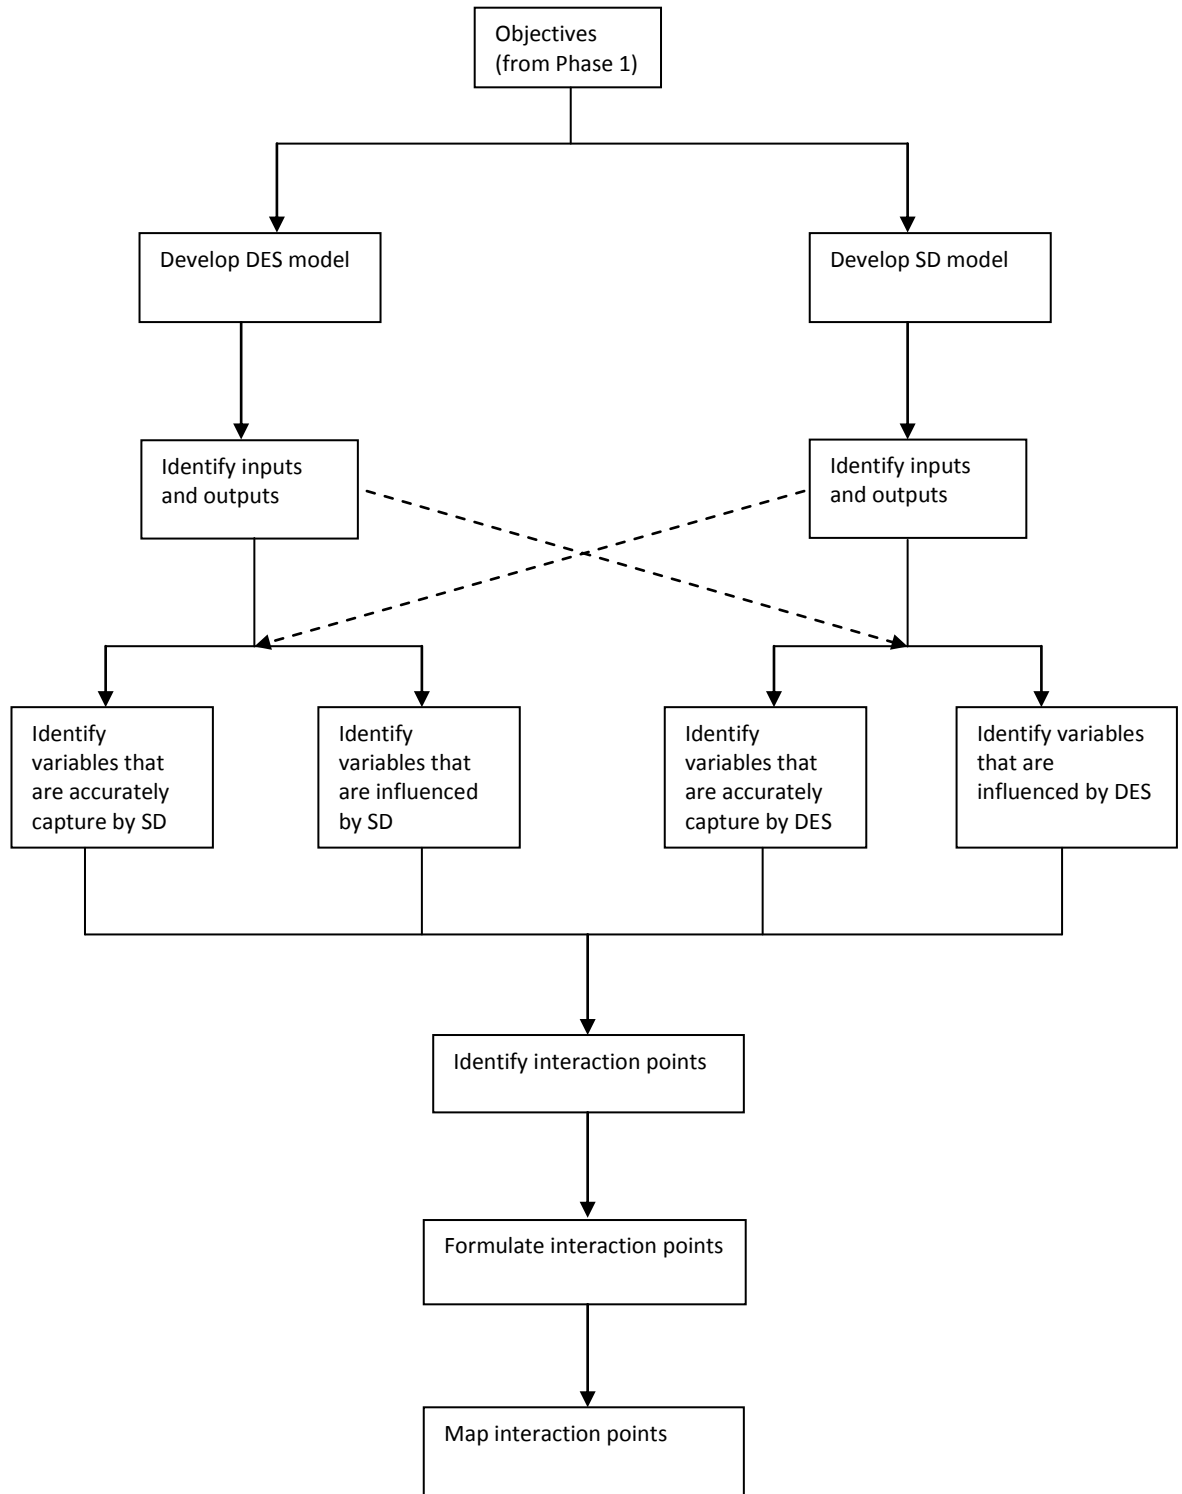 Objectives
(from Phase 1)
Develop DES model
Develop SD model
Identify inputs
and outputs
Identify inputs
and outputs
Identify
variables that
are accurately
capture by SD
Identify
variables that
are influenced
by SD
Identify
variables that
are accurately
capture by DES
Identify variables
that are
influenced by DES
Identify interaction points
Formulate interaction points
Map interaction points